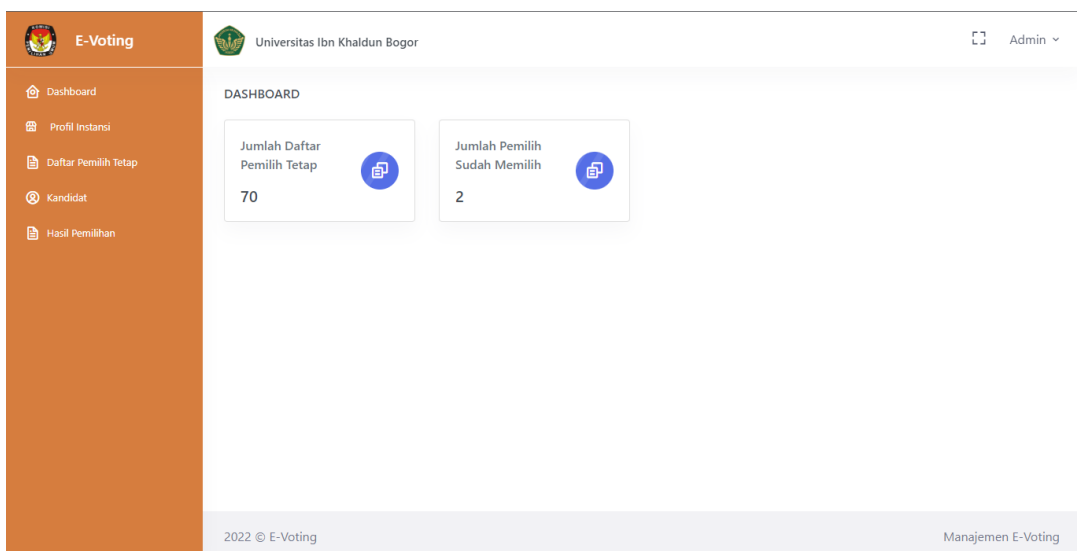 E-Voting
Universitas Ibn Khaldun Bogor
Admin
Dashboard
Profil Instansi
Daftar Pemilih Tetap
Kandidat
Hasil Pemilihan
DASHBOARD
Jumlah Daftar
Pemilih Tetap
70
Jumlah Pemilih
Sudah Memilih
2
2022 © E-Voting
Manajemen E-Voting